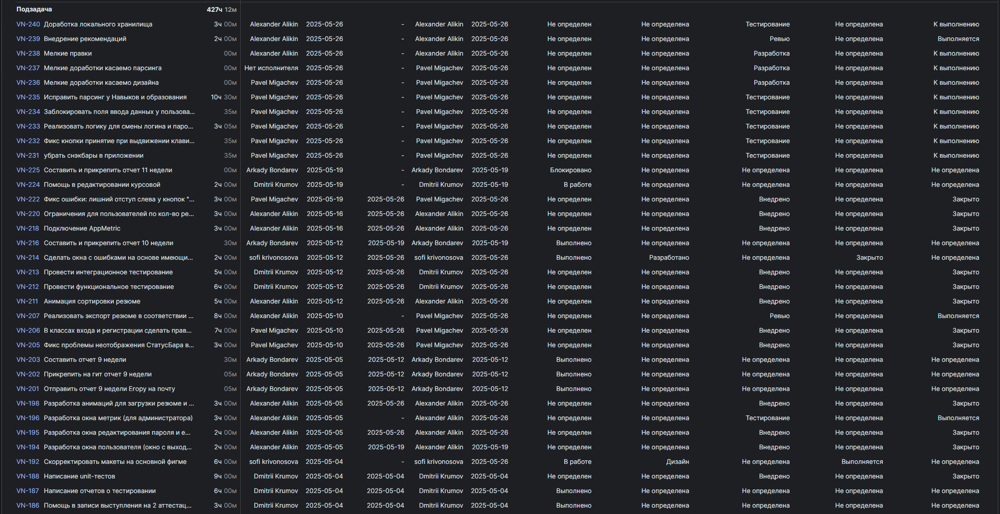 Подзадача 427ч 12м
VN-240 Доработка локального хранилища 3ч 00м Alexander Alikin 2025-05-26 - Alexander Alikin 2025-05-26 Не определен Не определена Тестирование Не определена К выполнению
VN-239 Внедрение рекомендаций 2ч 00м Alexander Alikin 2025-05-26 - Alexander Alikin 2025-05-26 Не определен Не определена Ревью Не определена Выполняется
VN-238 Мелкие правки 00м Alexander Alikin 2025-05-26 - Alexander Alikin 2025-05-26 Не определен Не определена Разработка Не определена К выполнению
VN-237 Мелкие доработки касаемо парсинга 00м Нет исполнителя 2025-05-26 - Pavel Migachev 2025-05-26 Не определен Не определена Разработка Не определена К выполнению
VN-236 Мелкие доработки касаемо дизайна 00м Pavel Migachev 2025-05-26 - Pavel Migachev 2025-05-26 Не определен Не определена Разработка Не определена К выполнению
VN-235 Исправить парсинг у Навыков и образования 10ч 30м Pavel Migachev 2025-05-26 - Pavel Migachev 2025-05-26 Не определен Не определена Тестирование Не определена К выполнению
VN-234 Заблокировать поля ввода данных у пользова... 35м Pavel Migachev 2025-05-26 - Pavel Migachev 2025-05-26 Не определен Не определена Тестирование Не определена К выполнению
VN-233 Реализовать логику для смены логина и паро... 3ч 05м Pavel Migachev 2025-05-26 - Pavel Migachev 2025-05-26 Не определен Не определена Тестирование Не определена К выполнению
VN-232 Фикс кнопки принятие при выдвижении клави... 35м Pavel Migachev 2025-05-26 - Pavel Migachev 2025-05-26 Не определен Не определена Тестирование Не определена К выполнению
VN-231 убрать снэкбары в приложении 35м Pavel Migachev 2025-05-26 - Pavel Migachev 2025-05-26 Не определен Не определена Тестирование Не определена К выполнению
VN-225 Составить и прикрепить отчет 11 недели 00м Arkady Bondarev 2025-05-19 - Arkady Bondarev 2025-05-19 Блокировано Не определена Не определена Не определена Не определена
VN-224 Помощь в редактировании курсовой 2ч 00м Dmitrii Krumov 2025-05-19 - Dmitrii Krumov 2025-05-19 В работе Не определена Не определена Не определена Не определена
VN-222 Фикс ошибки: лишний отступ слева у кнопок "... 3ч 00м Pavel Migachev 2025-05-19 2025-05-26 Pavel Migachev 2025-05-26 Не определен Не определена Внедрено Не определена Закрыто
VN-220 Ограничения для пользователей по кол-во ре... 3ч 00м Alexander Alikin 2025-05-16 2025-05-26 Alexander Alikin 2025-05-26 Не определен Не определена Внедрено Не определена Закрыто
VN-218 Подключение AppMetric 3ч 00м Alexander Alikin 2025-05-16 2025-05-26 Alexander Alikin 2025-05-26 Не определен Не определена Внедрено Не определена Закрыто
VN-216 Составить и прикрепить отчет 10 недели 30м Arkady Bondarev 2025-05-12 2025-05-19 Arkady Bondarev 2025-05-19 Выполнено Не определена Не определена Не определена Не определена
VN-214 Сделать окна с ошибками на основе имеющи... 2ч 00м sofi krivonosova 2025-05-12 2025-05-26 sofi krivonosova 2025-05-26 Выполнено Разработано Не определена Закрыто Не определена
VN-213 Провести интеграционное тестирование 5ч 00м Dmitrii Krumov 2025-05-12 2025-05-26 Dmitrii Krumov 2025-05-26 Не определен Не определена Внедрено Не определена Закрыто
VN-212 Провести функциональное тестирование 6ч 00м Dmitrii Krumov 2025-05-12 2025-05-26 Dmitrii Krumov 2025-05-26 Не определен Не определена Внедрено Не определена Закрыто
VN-211 Анимация сортировки резюме 5ч 00м Alexander Alikin 2025-05-12 2025-05-26 Alexander Alikin 2025-05-26 Не определен Не определена Внедрено Не определена Закрыто
VN-207 Реализовать экспорт резюме в соответствии ... 8ч 00м Alexander Alikin 2025-05-10 - Pavel Migachev 2025-05-26 Не определен Не определена Ревью Не определена Выполняется
VN-206 В классах входа и регистрации сделать прав... 7ч 00м Pavel Migachev 2025-05-10 2025-05-26 Pavel Migachev 2025-05-26 Не определен Не определена Внедрено Не определена Закрыто
VN-205 Фикс проблемы неотображения СтатусБара в... 3ч 00м Pavel Migachev 2025-05-10 2025-05-26 Pavel Migachev 2025-05-26 Не определен Не определена Внедрено Не определена Закрыто
VN-203 Составить отчет 9 недели 30м Arkady Bondarev 2025-05-05 2025-05-12 Arkady Bondarev 2025-05-12 Выполнено Не определена Не определена Не определена Не определена
VN-202 Прикрепить на гит отчет 9 недели 05м Arkady Bondarev 2025-05-05 2025-05-12 Arkady Bondarev 2025-05-12 Выполнено Не определена Не определена Не определена Не определена
VN-201 Отправить отчет 9 недели Егору на почту 05м Arkady Bondarev 2025-05-05 2025-05-12 Arkady Bondarev 2025-05-12 Выполнено Не определена Не определена Не определена Не определена
VN-198 Разработка анимаций для загрузки резюме и ... 3ч 00м Alexander Alikin 2025-05-05 2025-05-26 Alexander Alikin 2025-05-26 Не определен Не определена Внедрено Не определена Закрыто
VN-196 Разработка окна метрик (для администратора) 3ч 00м Alexander Alikin 2025-05-05 - Alexander Alikin 2025-05-26 Не определен Не определена Тестирование Не определена Выполняется
VN-195 Разработка окна редактирования пароля и е... 2ч 00м Alexander Alikin 2025-05-05 2025-05-26 Alexander Alikin 2025-05-26 Не определен Не определена Внедрено Не определена Закрыто
VN-194 Разработка окна пользователя (окно с выход... 2ч 00м Alexander Alikin 2025-05-05 2025-05-19 Alexander Alikin 2025-05-19 Не определен Не определена Внедрено Не определена Закрыто
VN-192 Скорректировать макеты на основной фигме 6ч 00м sofi krivonosova 2025-05-04 - sofi krivonosova 2025-05-26 В работе Дизайн Не определена Выполняется Не определена
VN-188 Написание unit-тестов 9ч 00м Dmitrii Krumov 2025-05-04 2025-05-04 Dmitrii Krumov 2025-05-04 Не определен Не определена Внедрено Не определена Закрыто
VN-187 Написание отчетов о тестировании 6ч 00м Dmitrii Krumov 2025-05-04 2025-05-04 Dmitrii Krumov 2025-05-04 Выполнено Не определена Не определена Не определена Не определена
VN-186 Помощь в записи выступления на 2 аттестац... 3ч 00м Dmitrii Krumov 2025-05-04 2025-05-04 Dmitrii Krumov 2025-05-04 Выполнено Не определена Не определена Не определена Не определена